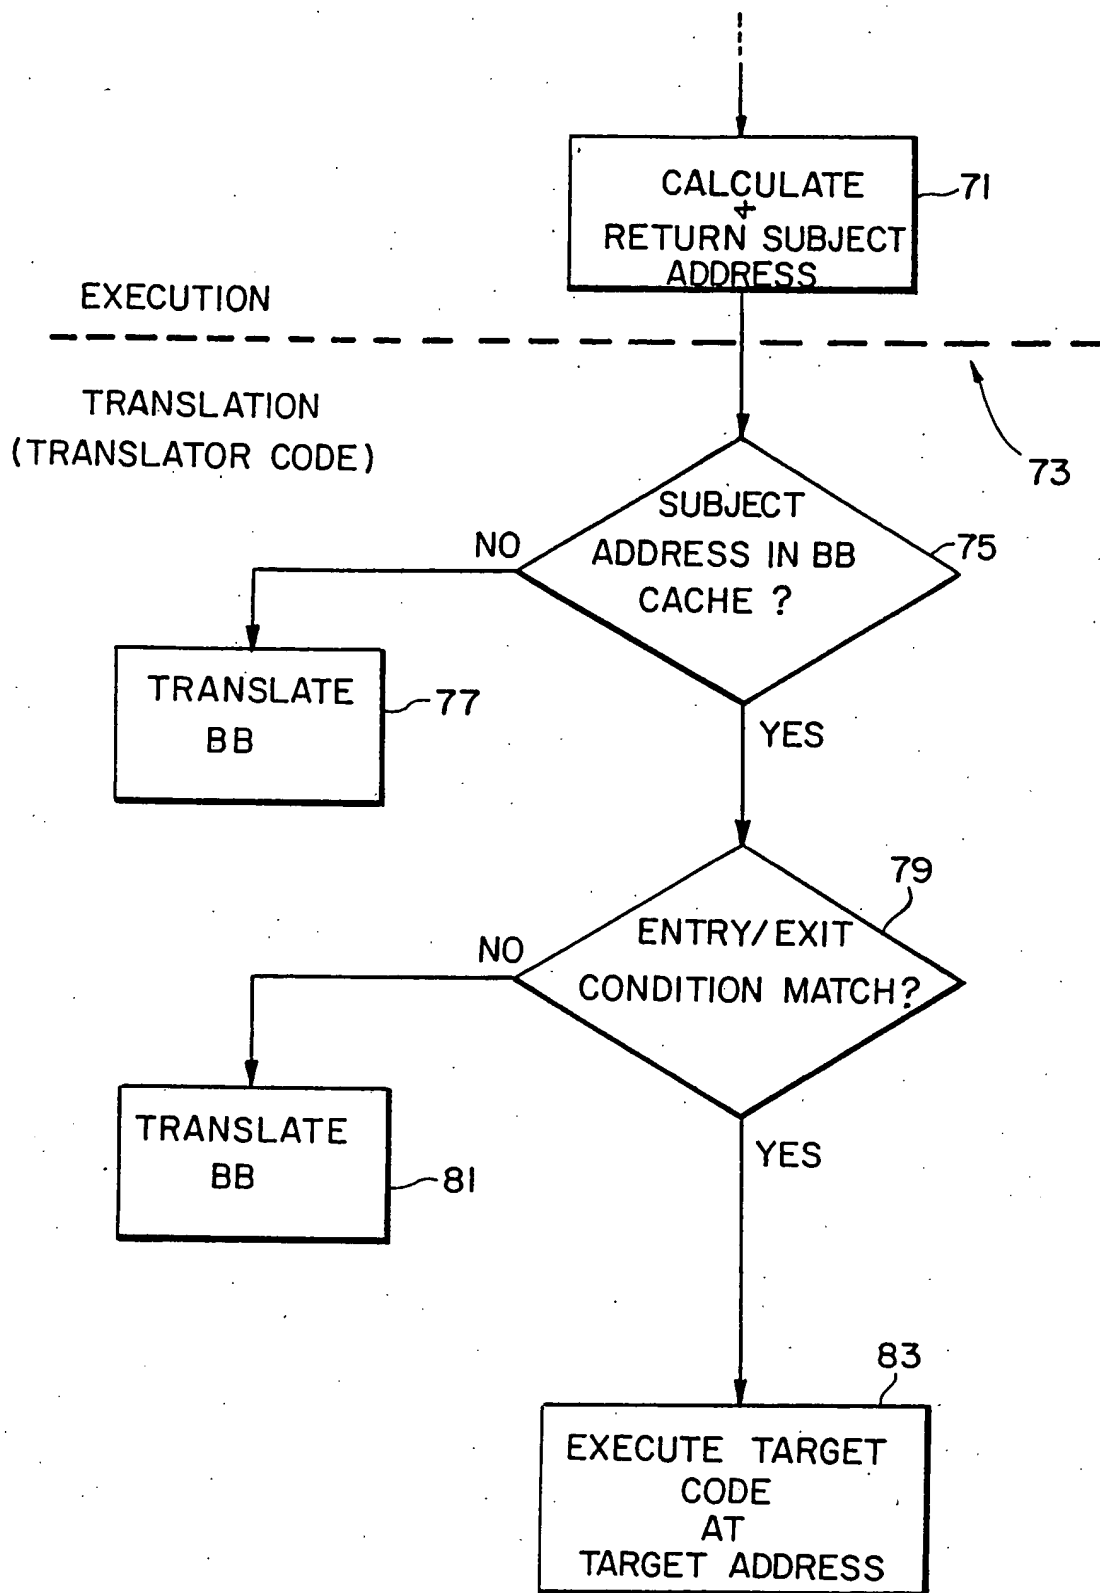 CALCULATE
+
RETURN SUBJECT
ADDRESS
71
EXECUTION
TRANSLATION
(TRANSLATOR CODE)
73
SUBJECT
ADDRESS IN BB
CACHE ?
75
NO
TRANSLATE
BB
77
YES
79
ENTRY/EXIT
CONDITION MATCH?
NO
TRANSLATE
BB
81
YES
83
EXECUTE TARGET
CODE
AT
TARGET ADDRESS